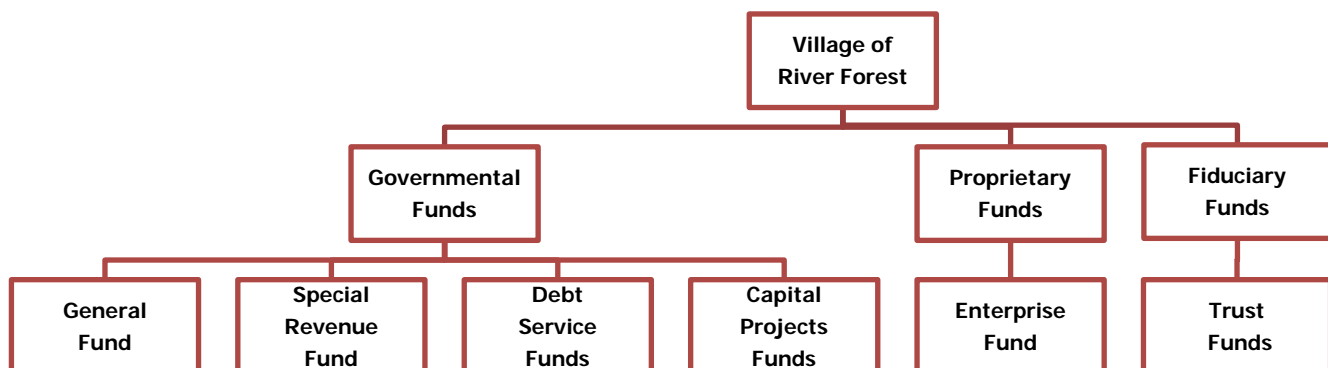 Village of
River Forest
Governmental
Funds
Proprietary
Funds
Fiduciary
Funds
General
Fund
Special
Revenue
Fund
Debt
Service
Funds
Capital
Projects
Funds
Enterprise
Fund
Trust
Funds